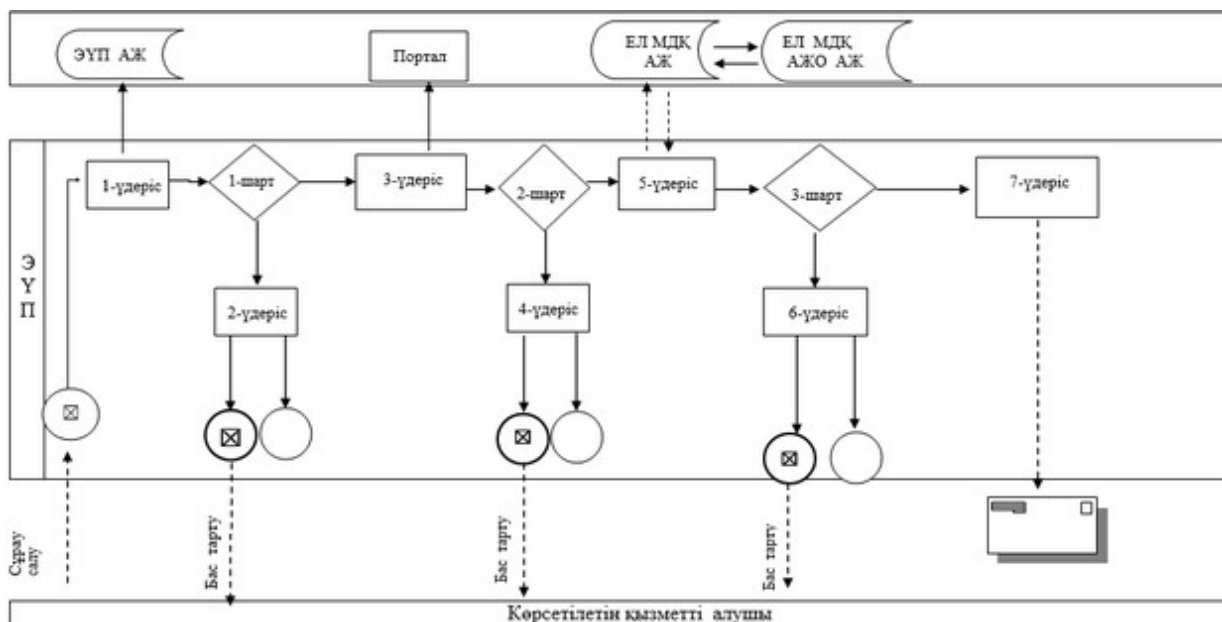 ЭҮП АЖ
Портал
ЕЛ МДҚ
АЖ
ЕЛ МДҚ
АЖО АЖ
ЭҮП
1-үдеріс
1-шарт
3-үдеріс
2-шарт
5-үдеріс
3-шарт
7-үдеріс
2-үдеріс
4-үдеріс
6-үдеріс
Сұрау
салу
Бас тарту
Бас тарту
Бас тарту
Көрсетілетін қызметті алушы